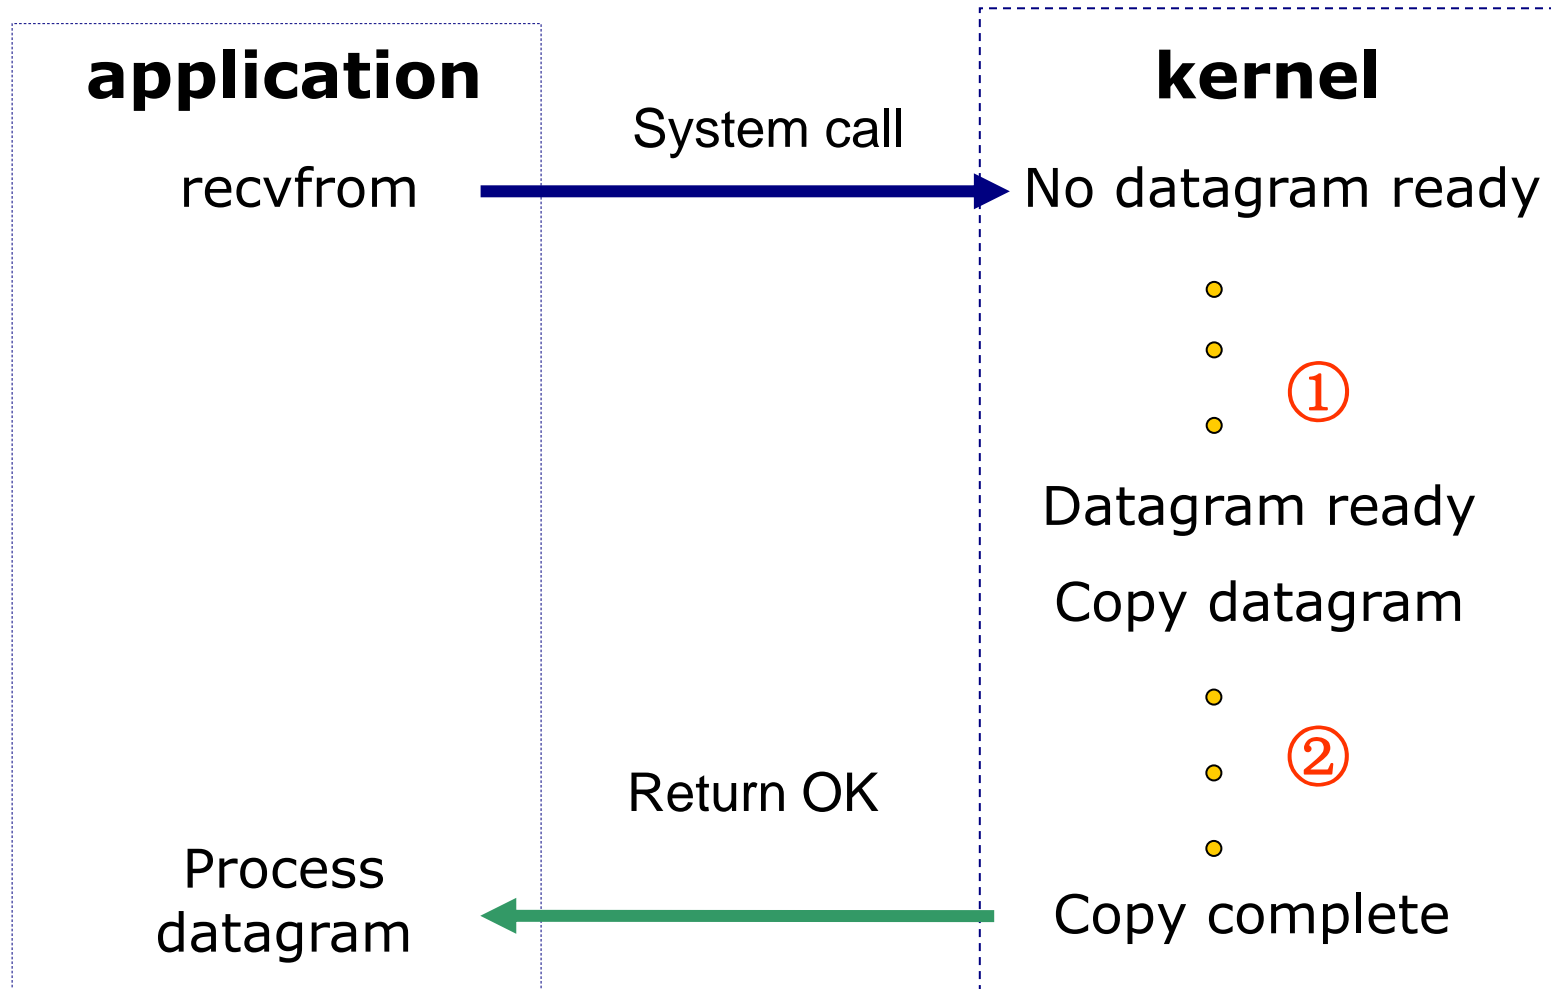 application
kernel
System call
recvfrom
No datagram ready
①
Datagram ready
Copy datagram
②
Return OK
Process
datagram
Copy complete